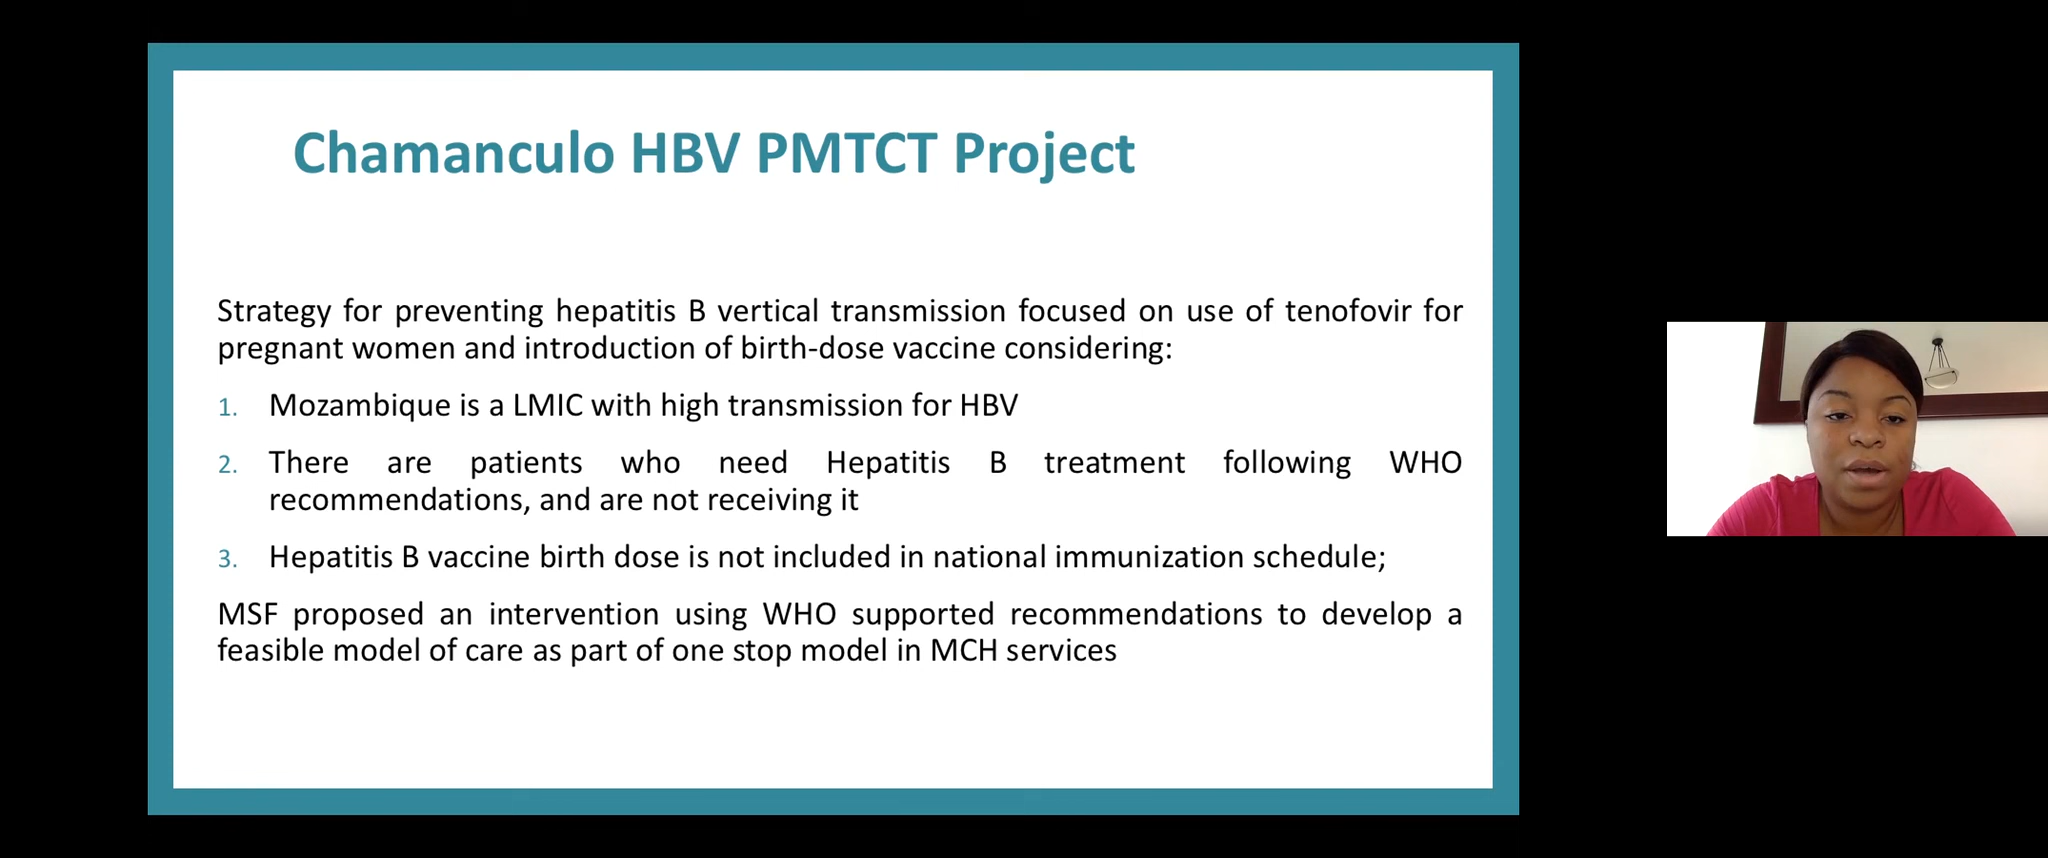 Chamanculo HBV PMTCT Project
Strategy for preventing hepatitis B vertical transmission focused on use of tenofovir for
pregnant women and introduction of birth-dose vaccine considering:
1. Mozambique is a LMIC with high transmission for HBV
2. There are patients who need Hepatitis B treatment following WHO
recommendations, and are not receiving it
3. Hepatitis B vaccine birth dose is not included in national immunization schedule;
MSF proposed an intervention using WHO supported recommendations to develop a
feasible model of care as part of one stop model in MCH services